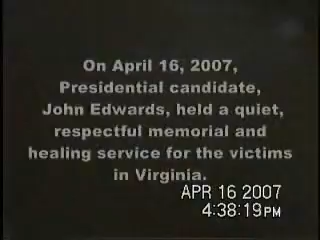 On April 16, 2007,
Presidential candidate,
John Edwards, held a quiet,
respectful memorial and
healing service for the victims
in Virginia.
APR 16 2007
4:38:19PM